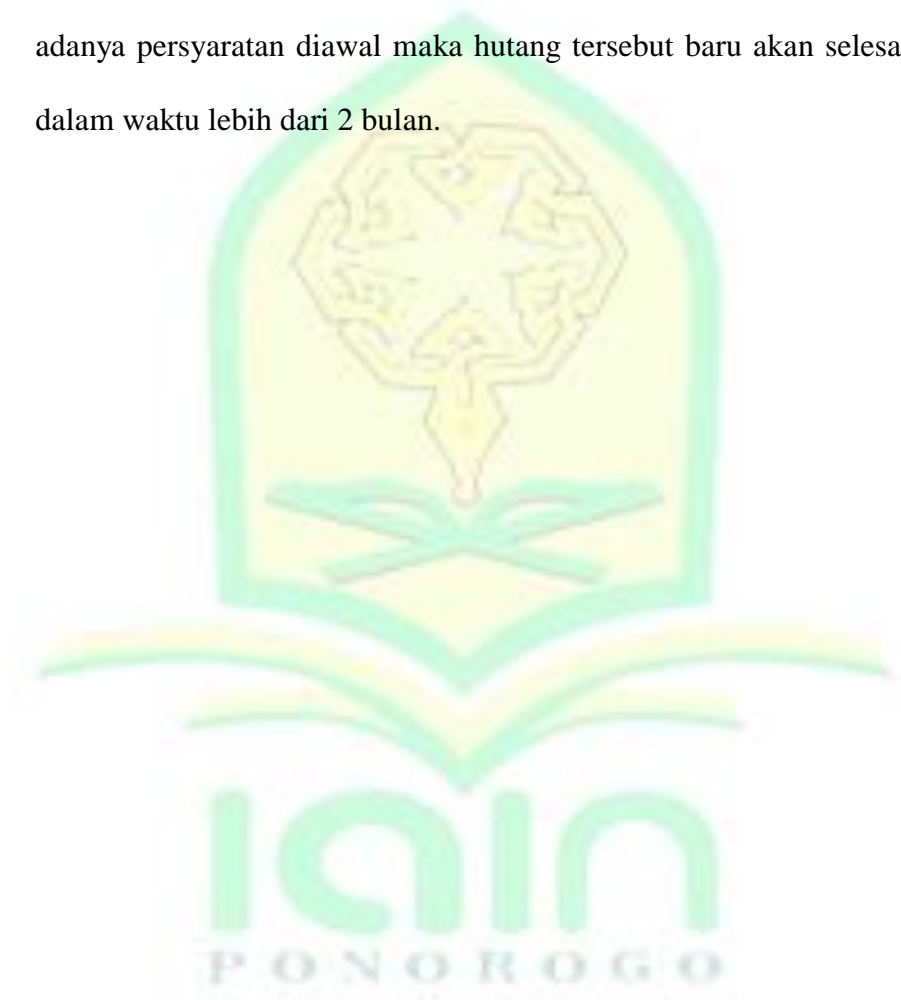 adanya persyaratan diawal maka hutang tersebut baru akan selesa
dalam waktu lebih dari 2 bulan.
iain
PONOROGO